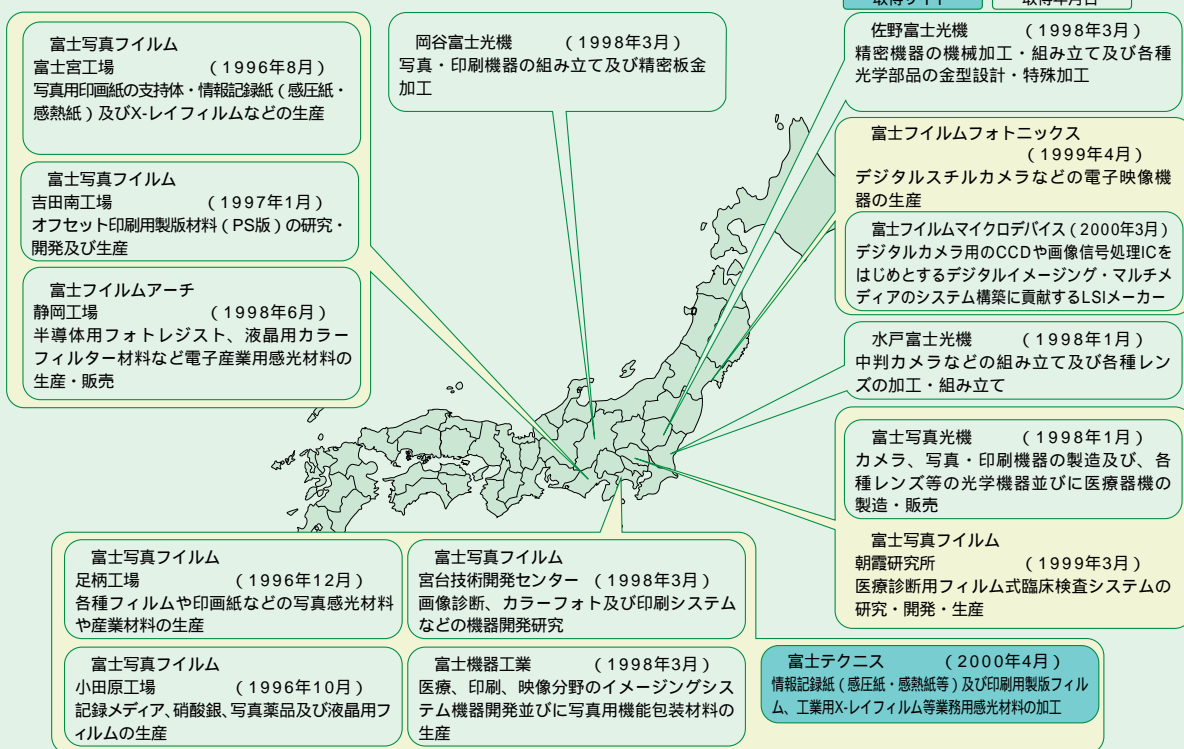 取得サイト 取得年月日
富士写真フイルム
富士宮工場 （1996年8月）
写真用印画紙の支持体・情報記録紙（感圧紙・
感熱紙）及びX-レイフィルムなどの生産
富士写真フイルム
吉田南工場 （1997年1月）
オフセット印刷用製版材料（PS版）の研究・
開発及び生産
富士フイルムアーチ
静岡工場 （1998年6月）
半導体用フォトレジスト、液晶用カラー
フィルター材料など電子産業用感光材料の
生産・販売
岡谷富士光機 （1998年3月）
写真・印刷機器の組み立て及び精密板金
加工
佐野富士光機 （1998年3月）
精密機器の機械加工・組み立て及び各種
光学部品の金型設計・特殊加工
富士フイルムフォトニックス
（1999年4月）
デジタルスチルカメラなどの電子映像機
器の生産
富士フイルムマイクロデバイス（2000年3月）
デジタルカメラ用のCCDや画像信号処理ICを
はじめとするデジタルイメージング・マルチメ
ディアのシステム構築に貢献するLSIメーカー
水戸富士光機 （1998年1月）
中判カメラなどの組み立て及び各種レン
ズの加工・組み立て
富士写真光機 （1998年1月）
カメラ、写真・印刷機器の製造及び、各
種レンズ等の光学機器並びに医療器機の
製造・販売
富士写真フイルム
朝霞研究所 （1999年3月）
医療診断用フィルム式臨床検査システムの
研究・開発・生産
富士写真フイルム
足柄工場 （1996年12月）
各種フィルムや印画紙などの写真感光材料
や産業材料の生産
富士写真フイルム
宮台技術開発センター （1998年3月）
画像診断、カラーフォト及び印刷システム
などの機器開発研究
富士写真フイルム
小田原工場 （1996年10月）
記録メディア、硝酸銀、写真薬品及び液晶用フ
ィルムの生産
富士機器工業 （1998年3月）
医療、印刷、映像分野のイメージングシス
テム機器開発並びに写真用機能包装材料の
生産
富士テクニス （2000年4月）
情報記録紙（感圧紙・感熱紙等）及び印刷用製版フィル
ム、工業用X-レイフィルム等業務用感光材料の加工